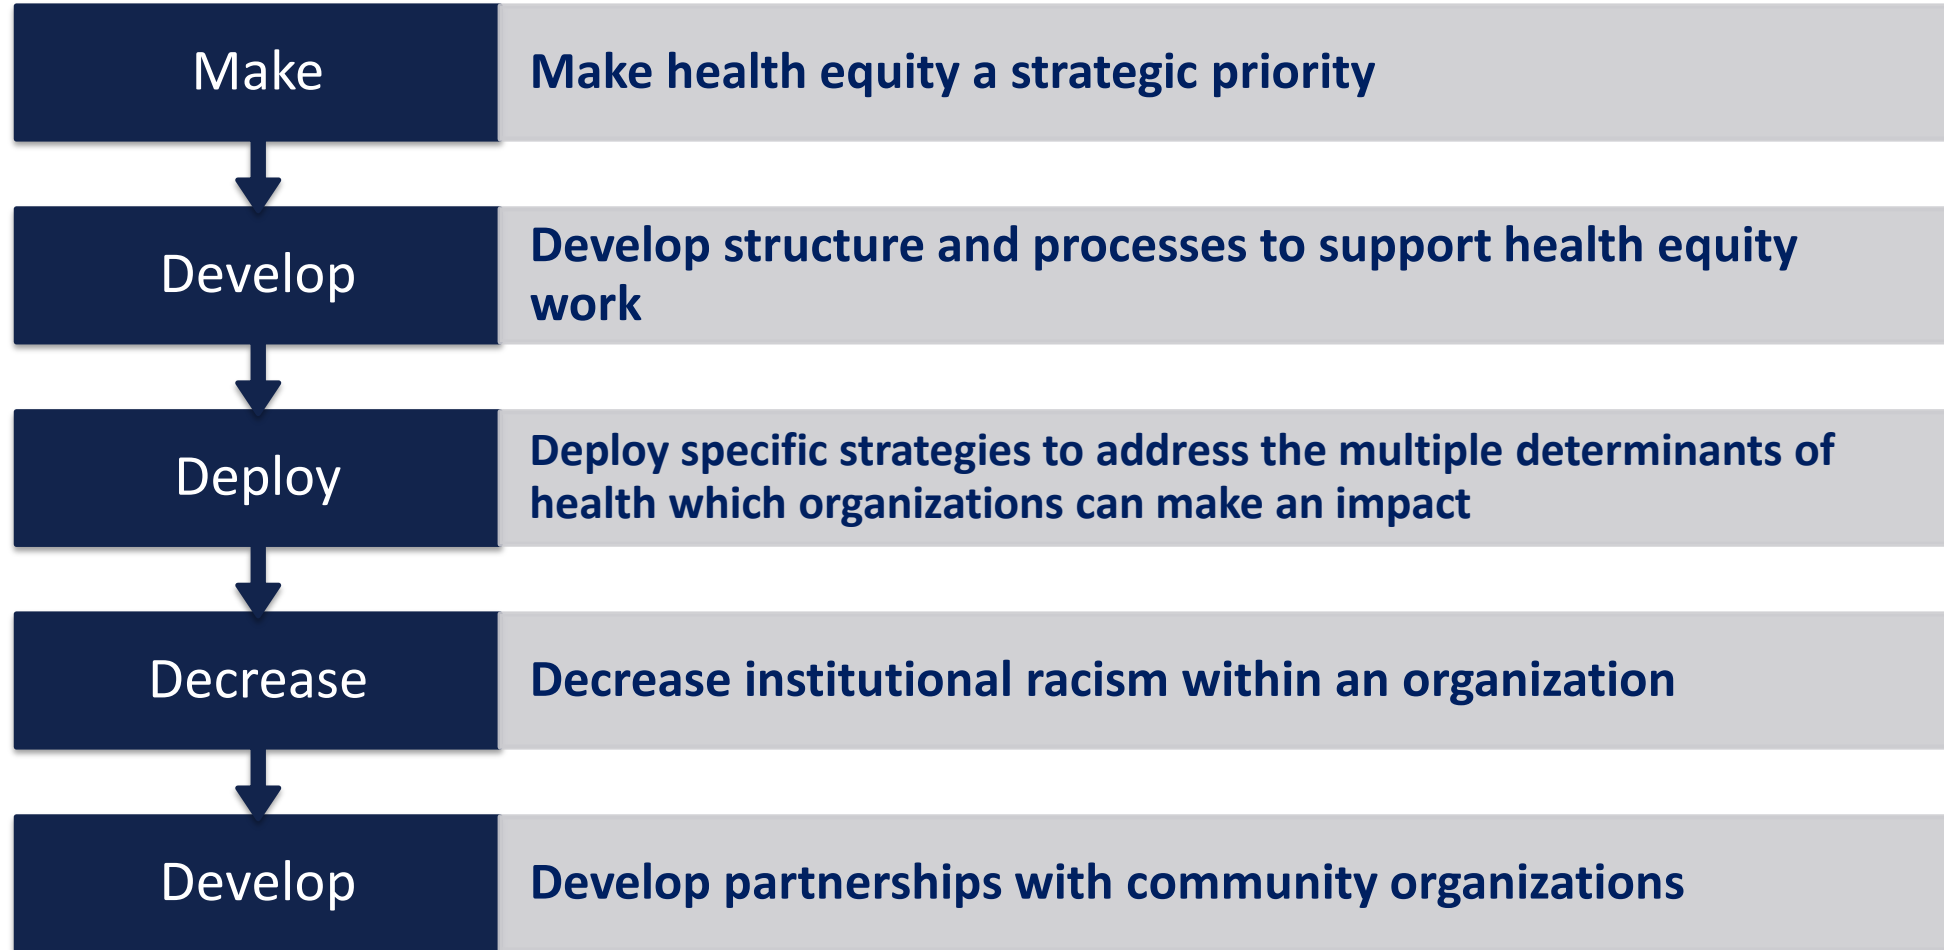 Make
Make health equity a strategic priority
Develop
Develop structure and processes to support health equity
work
Deploy
Deploy specific strategies to address the multiple determinants of
health which organizations can make an impact
Decrease
Decrease institutional racism within an organization
Develop
Develop partnerships with community organizations